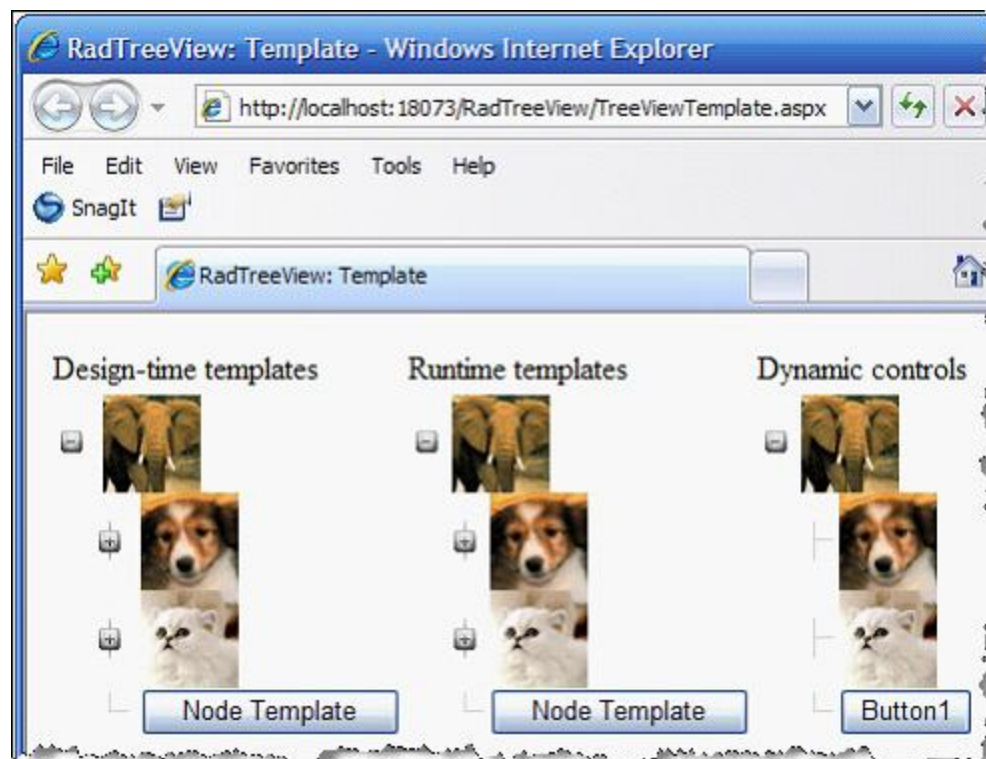 RadTreeView: Template - Windows Internet Explorer
http://localhost:18073/RadTreeView/TreeViewTemplate.aspx
File Edit View Favorites Tools Help
SnagIt
RadTreeView: Template
Design-time templates Runtime templates Dynamic controls
Node Template Node Template Button1